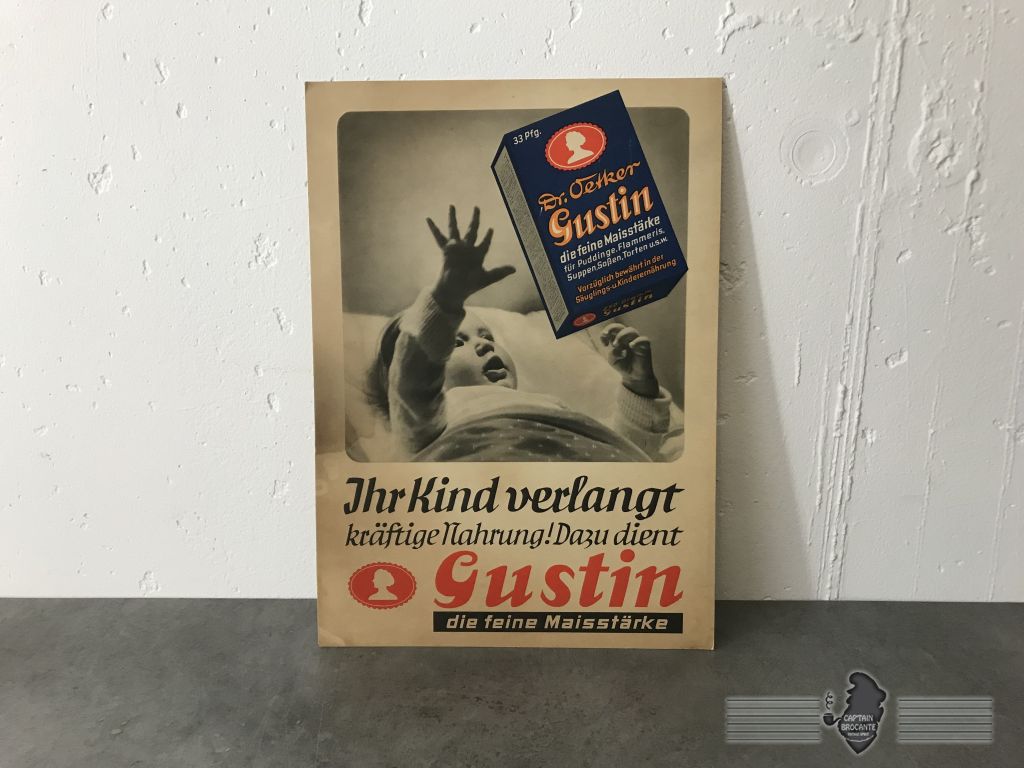 33 Pfg.
Dr. Oetker
Gustin
die feine Maisstärke
für Puddinge, Flammeris,
Suppen, Soßen, Torten u.s.w.
Vorzüglich bewährt in der
Säuglings-u. Kinderernährung
Gustin
Ihr Kind verlangt
kräftige Nahrung! Dazu dient
Gustin
die feine Maisstärke
CAPTAIN
BROCANTE